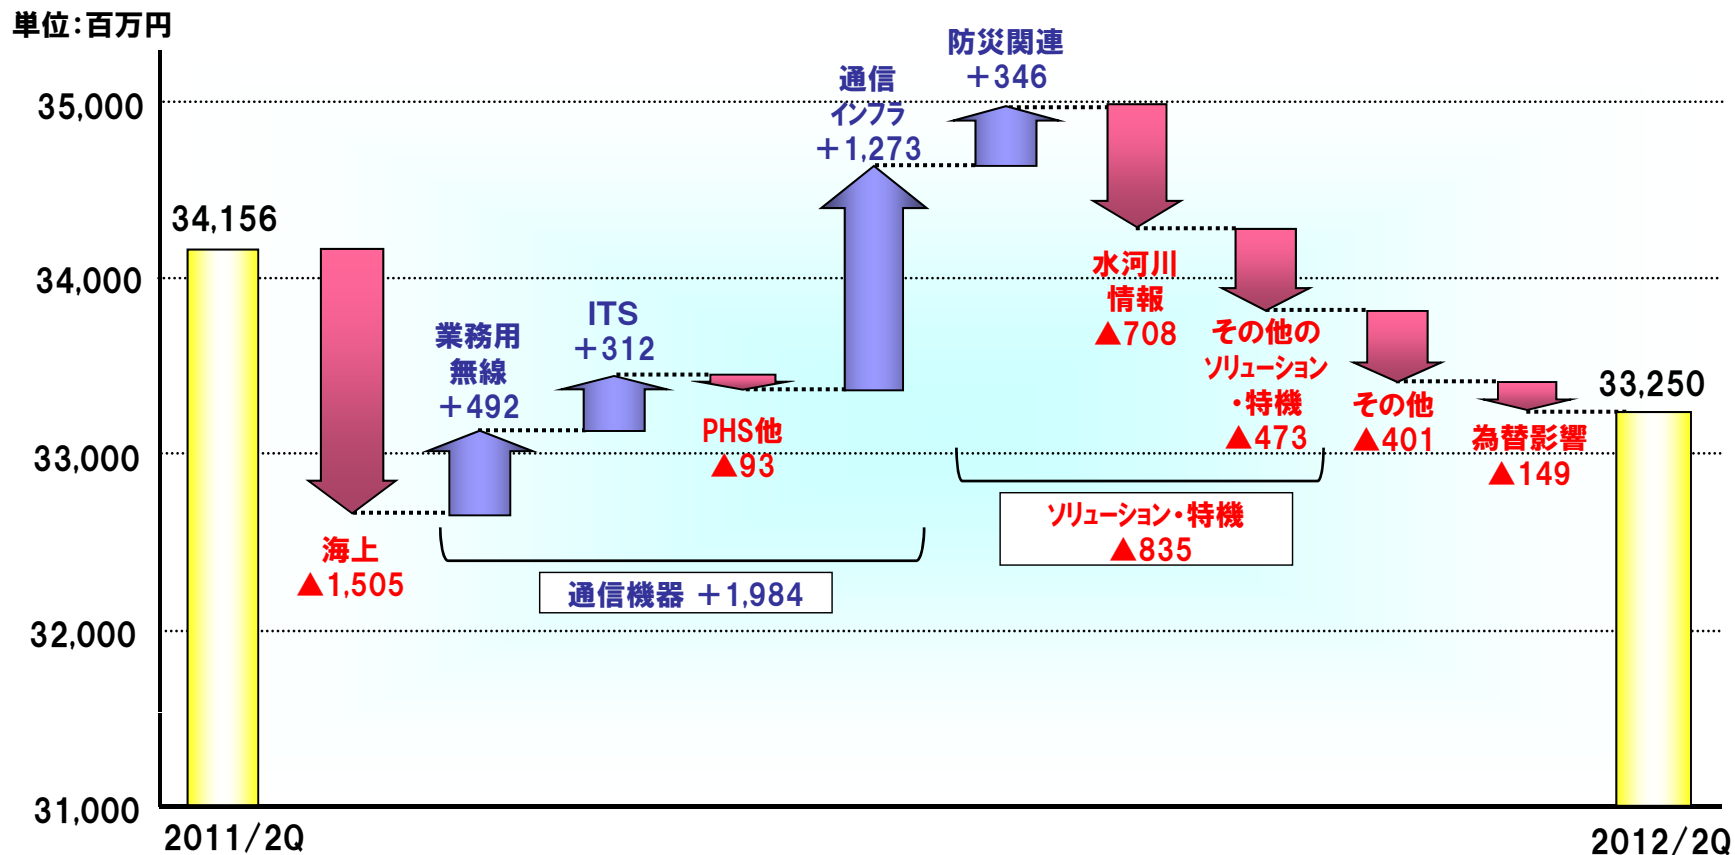 単位：百万円
35,000
34,000
33,000
32,000
31,000
34,156
2011/2Q
海上
▲1,505
業務用
無線
＋492
ITS
＋312
PHS他
▲93
通信
インフラ
＋1,273
通信機器 ＋1,984
防災関連
＋346
水河川
情報
▲708
その他の
ソリューション
・特機
▲473
ソリューション・特機
▲835
その他
▲401
為替影響
▲149
33,250
2012/2Q